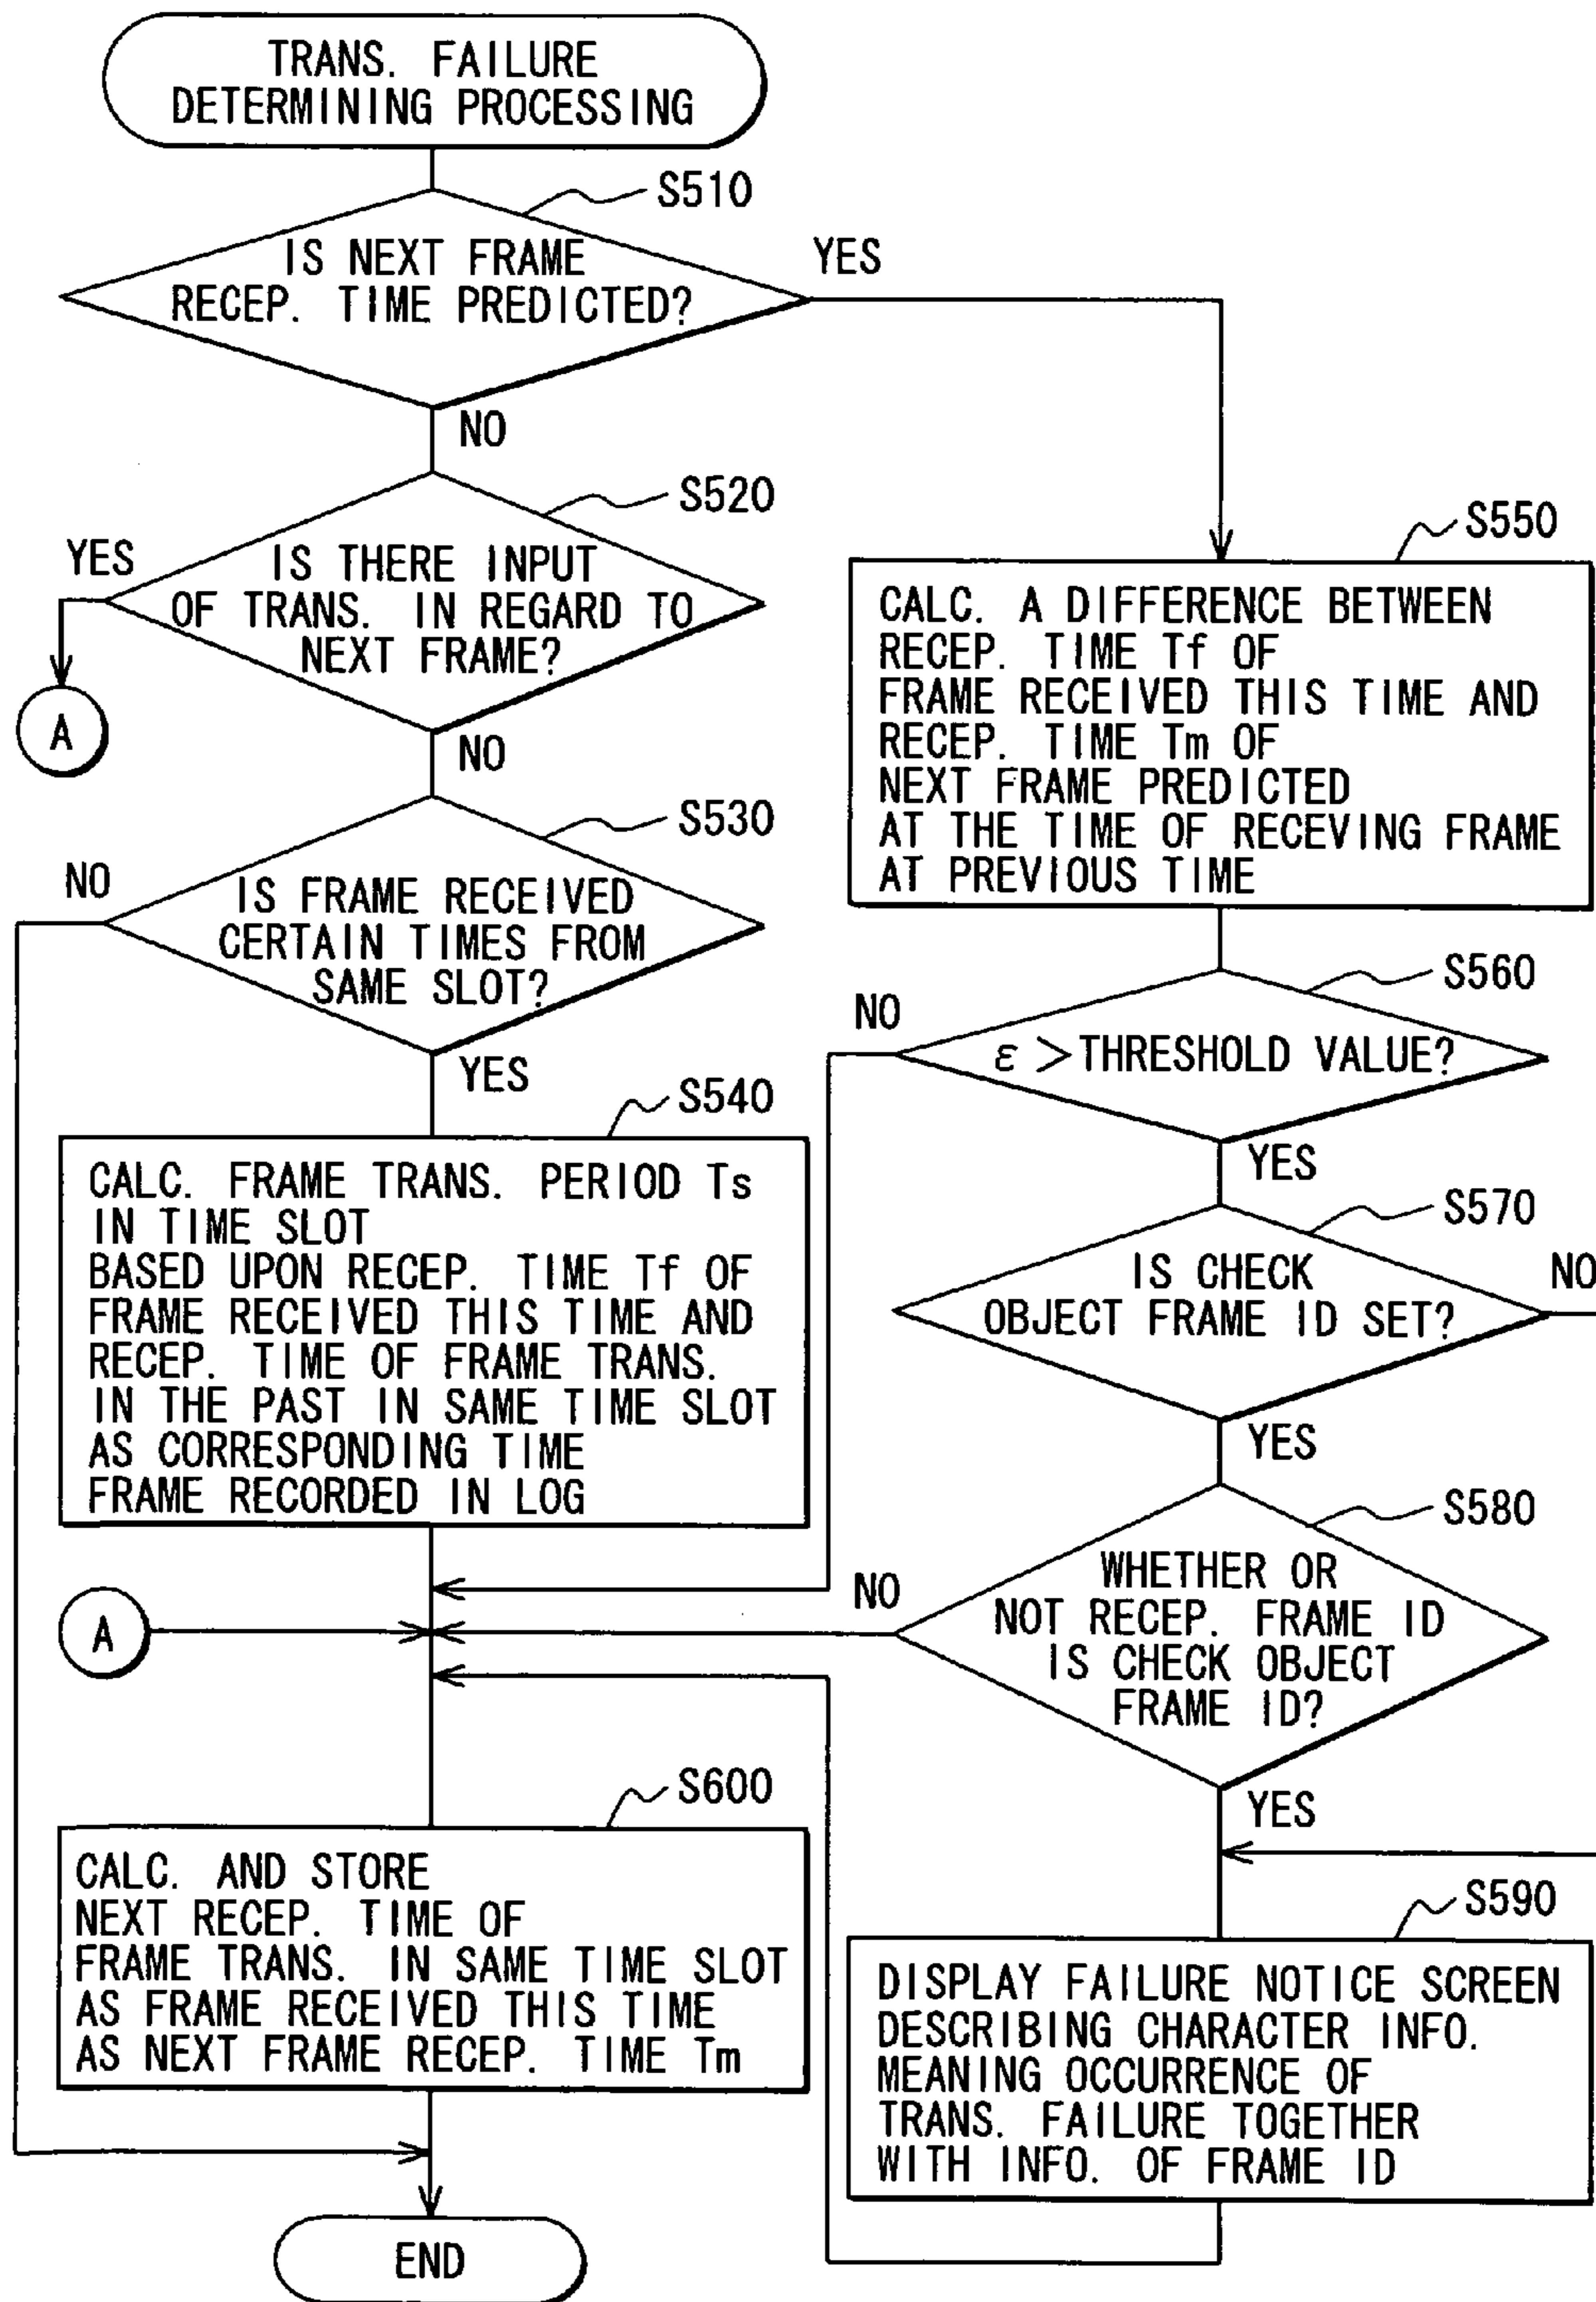 TRANS. FAILURE
DETERMINING PROCESSING
S510
IS NEXT FRAME
RECEP. TIME PREDICTED?
YES
NO
S520
YES
IS THERE INPUT
OF TRANS. IN REGARD TO
NEXT FRAME?
A
NO
S530
NO
IS FRAME RECEIVED
CERTAIN TIMES FROM
SAME SLOT?
YES
S540
CALC. FRAME TRANS. PERIOD Ts
IN TIME SLOT
BASED UPON RECEP. TIME Tf OF
FRAME RECEIVED THIS TIME AND
RECEP. TIME OF FRAME TRANS.
IN THE PAST IN SAME TIME SLOT
AS CORRESPONDING TIME
FRAME RECORDED IN LOG
A
S600
CALC. AND STORE
NEXT RECEP. TIME OF
FRAME TRANS. IN SAME TIME SLOT
AS FRAME RECEIVED THIS TIME
AS NEXT FRAME RECEP. TIME Tm
END
S550
CALC. A DIFFERENCE BETWEEN
RECEP. TIME Tf OF
FRAME RECEIVED THIS TIME AND
RECEP. TIME Tm OF
NEXT FRAME PREDICTED
AT THE TIME OF RECEVING FRAME
AT PREVIOUS TIME
S560
NO
ε > THRESHOLD VALUE?
YES
S570
IS CHECK
OBJECT FRAME ID SET?
NO
YES
S580
NO
WHETHER OR
NOT RECEP. FRAME ID
IS CHECK OBJECT
FRAME ID?
YES
S590
DISPLAY FAILURE NOTICE SCREEN
DESCRIBING CHARACTER INFO.
MEANING OCCURRENCE OF
TRANS. FAILURE TOGETHER
WITH INFO. OF FRAME ID